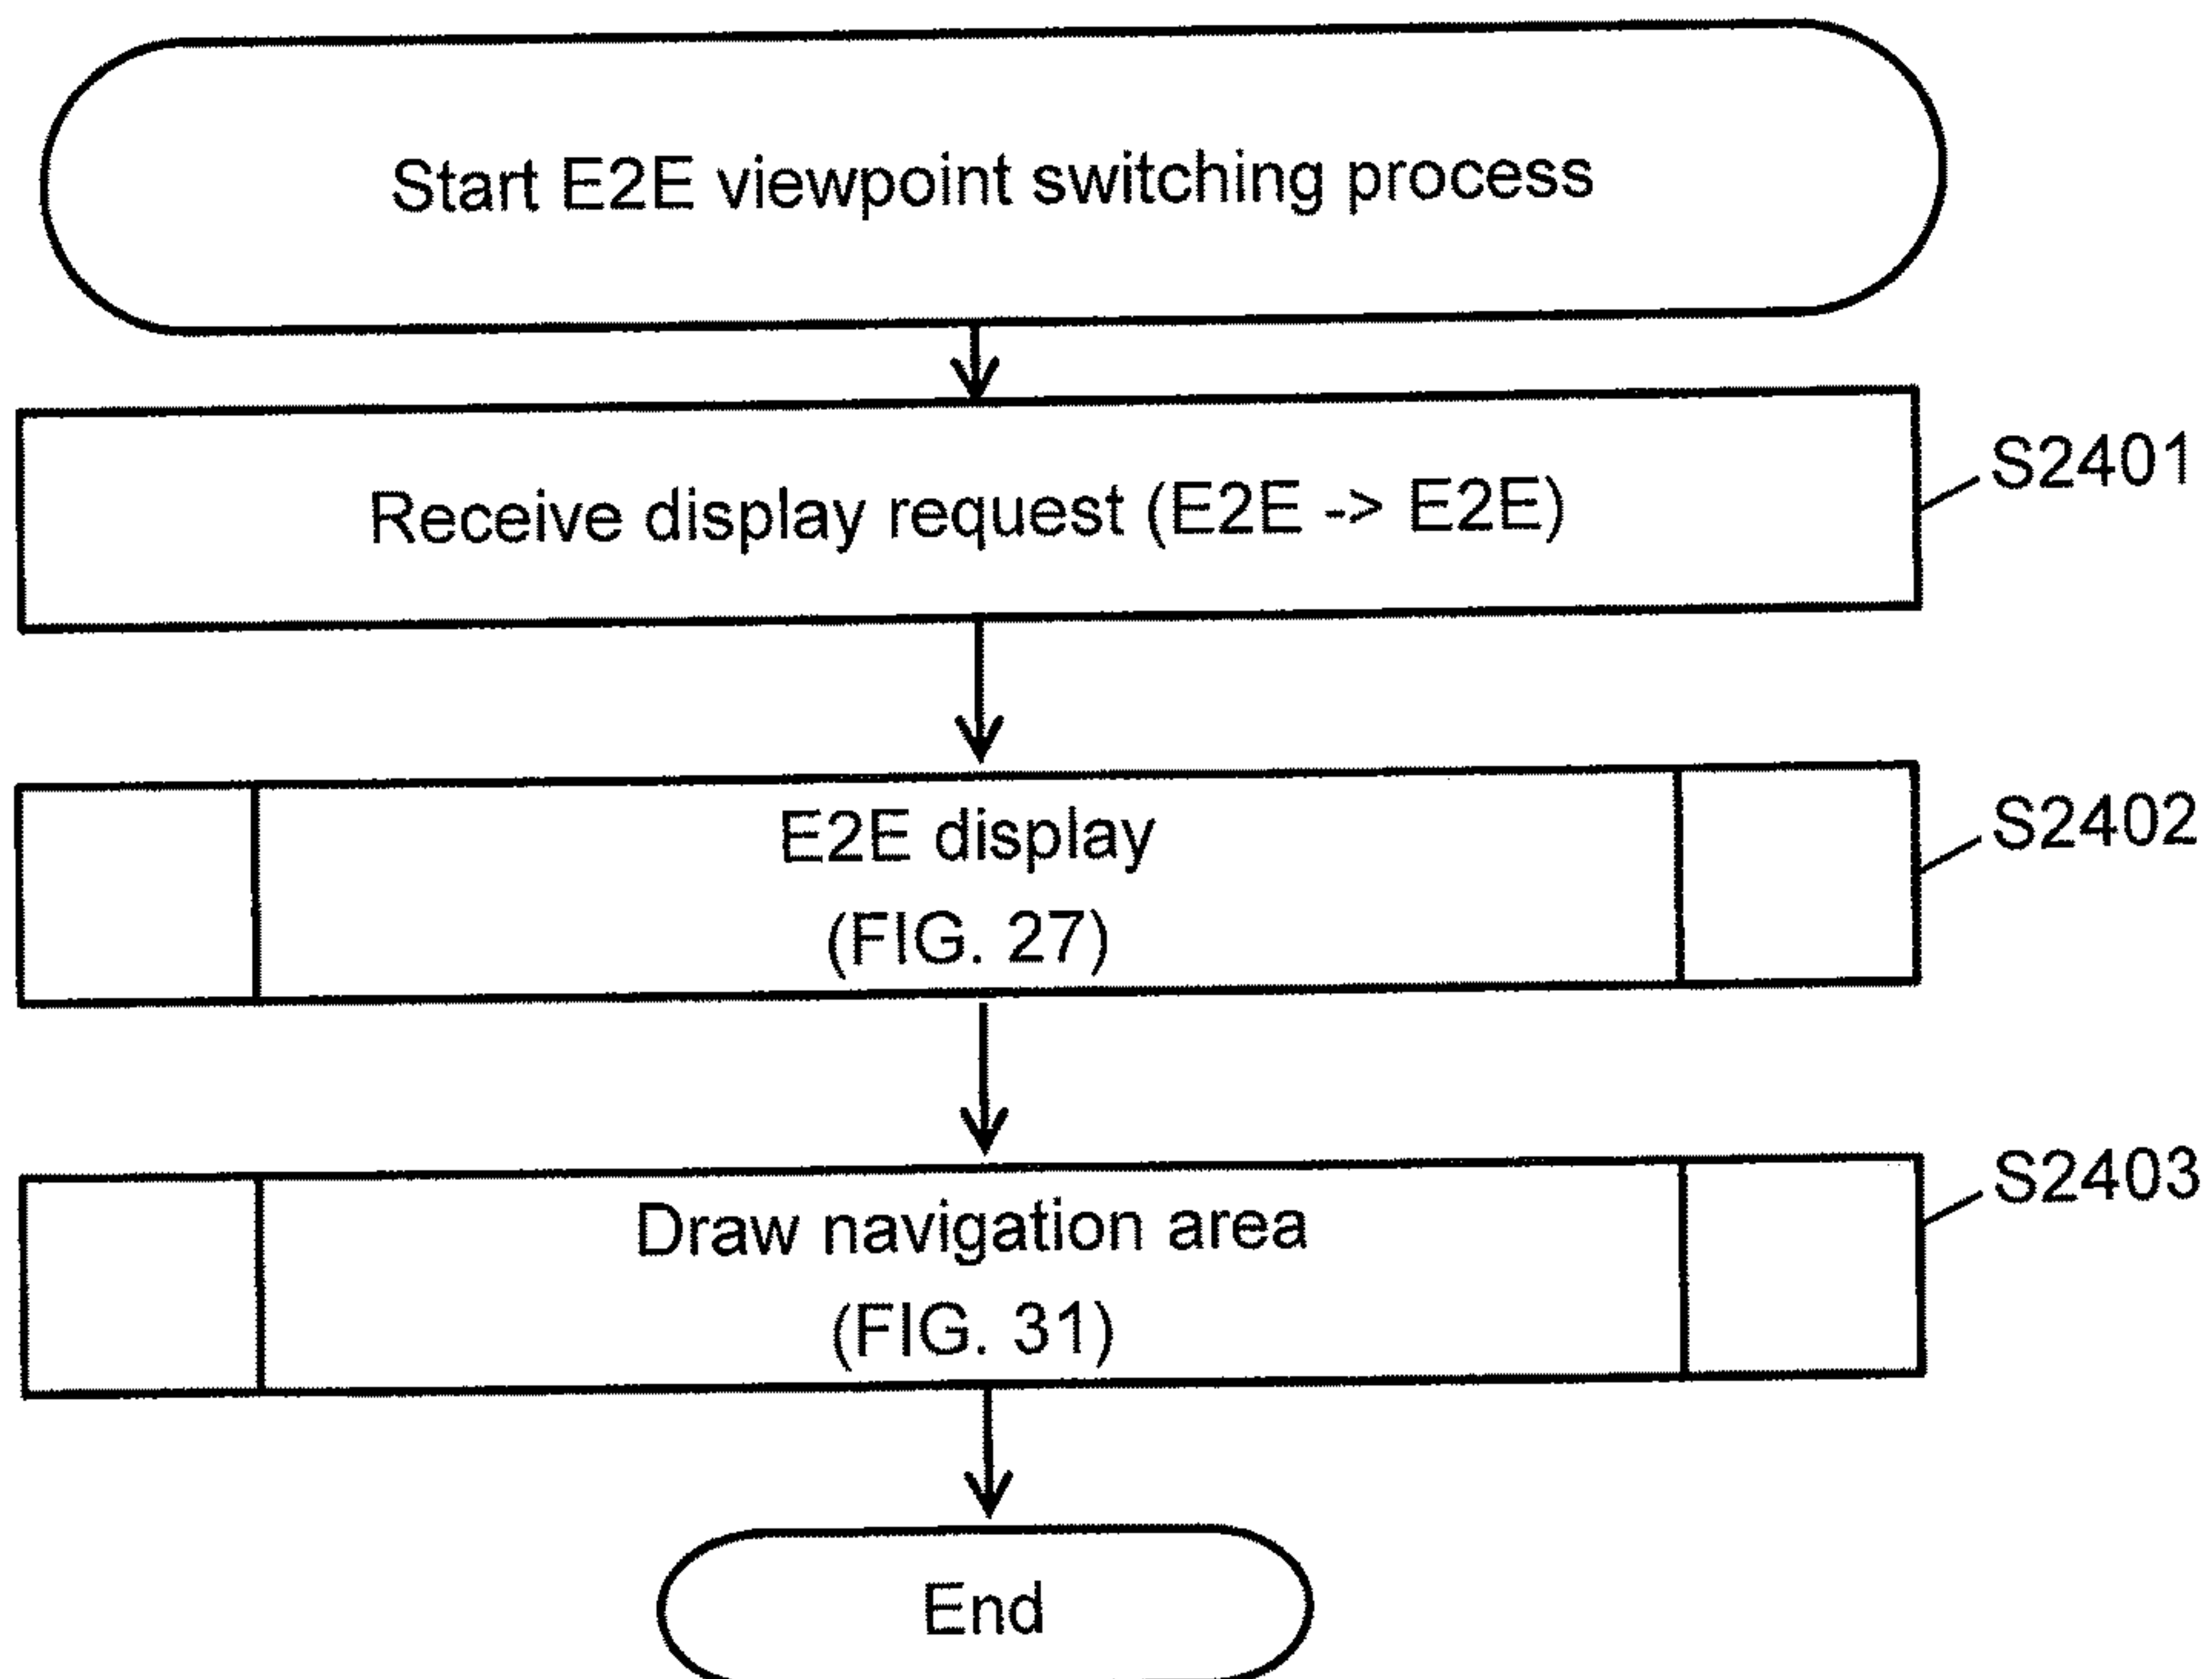 Start E2E viewpoint switching process
Receive display request (E2E -> E2E)
S2401
E2E display
(FIG. 27)
S2402
Draw navigation area
(FIG. 31)
S2403
End